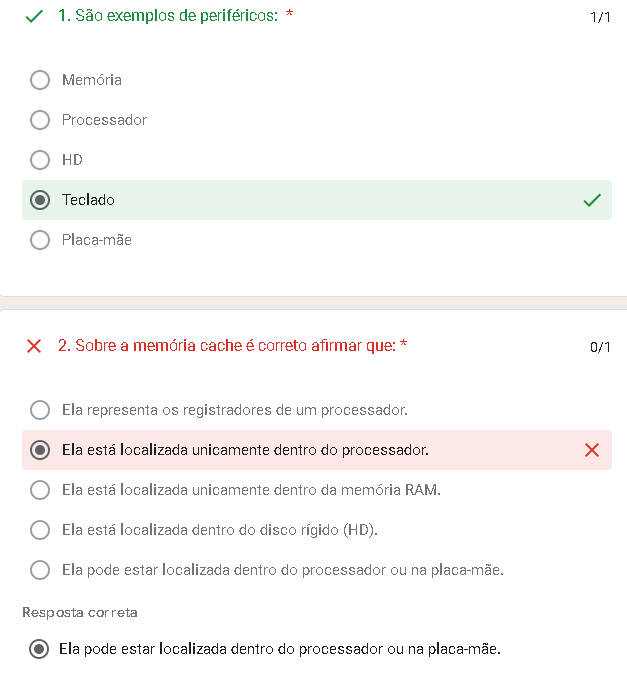 1. São exemplos de periféricos: *
1/1
Memória
Processador
HD
Teclado
Placa-mãe
2. Sobre a memória cache é correto afirmar que: *
0/1
Ela representa os registradores de um processador.
Ela está localizada unicamente dentro do processador.
Ela está localizada unicamente dentro da memória RAM.
Ela está localizada dentro do disco rígido (HD).
Ela pode estar localizada dentro do processador ou na placa-mãe.
Resposta correta
Ela pode estar localizada dentro do processador ou na placa-mãe.